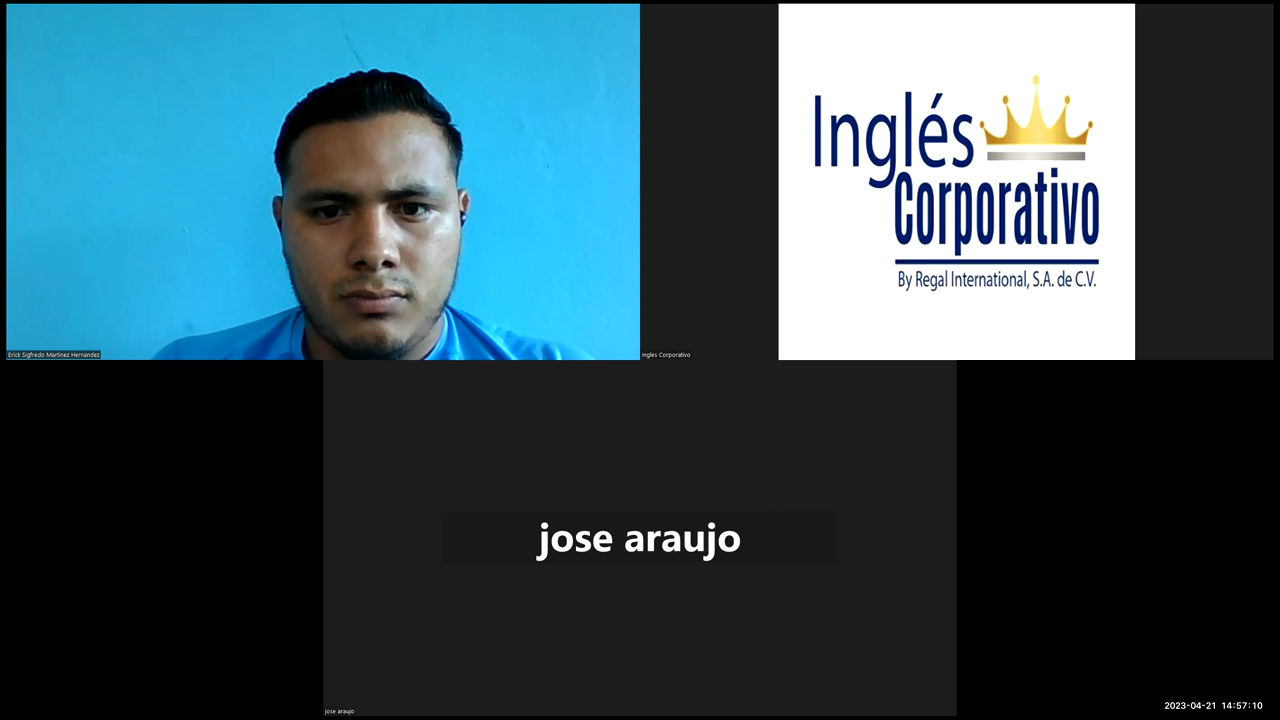 Inglés
Corporativo
By Regal International, S.A. de C.V.
Erick Sigfredo Martinez Hernandez
Ingles Corporativo
jose araujo
jose araujo
2023-04-21 14:57:10